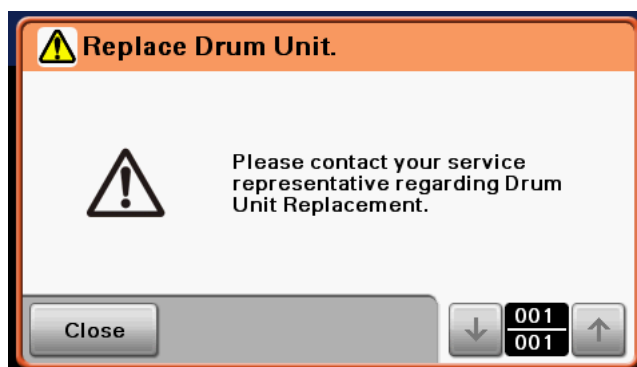 Replace Drum Unit.
Please contact your service
representative regarding Drum
Unit Replacement.
Close
001
001